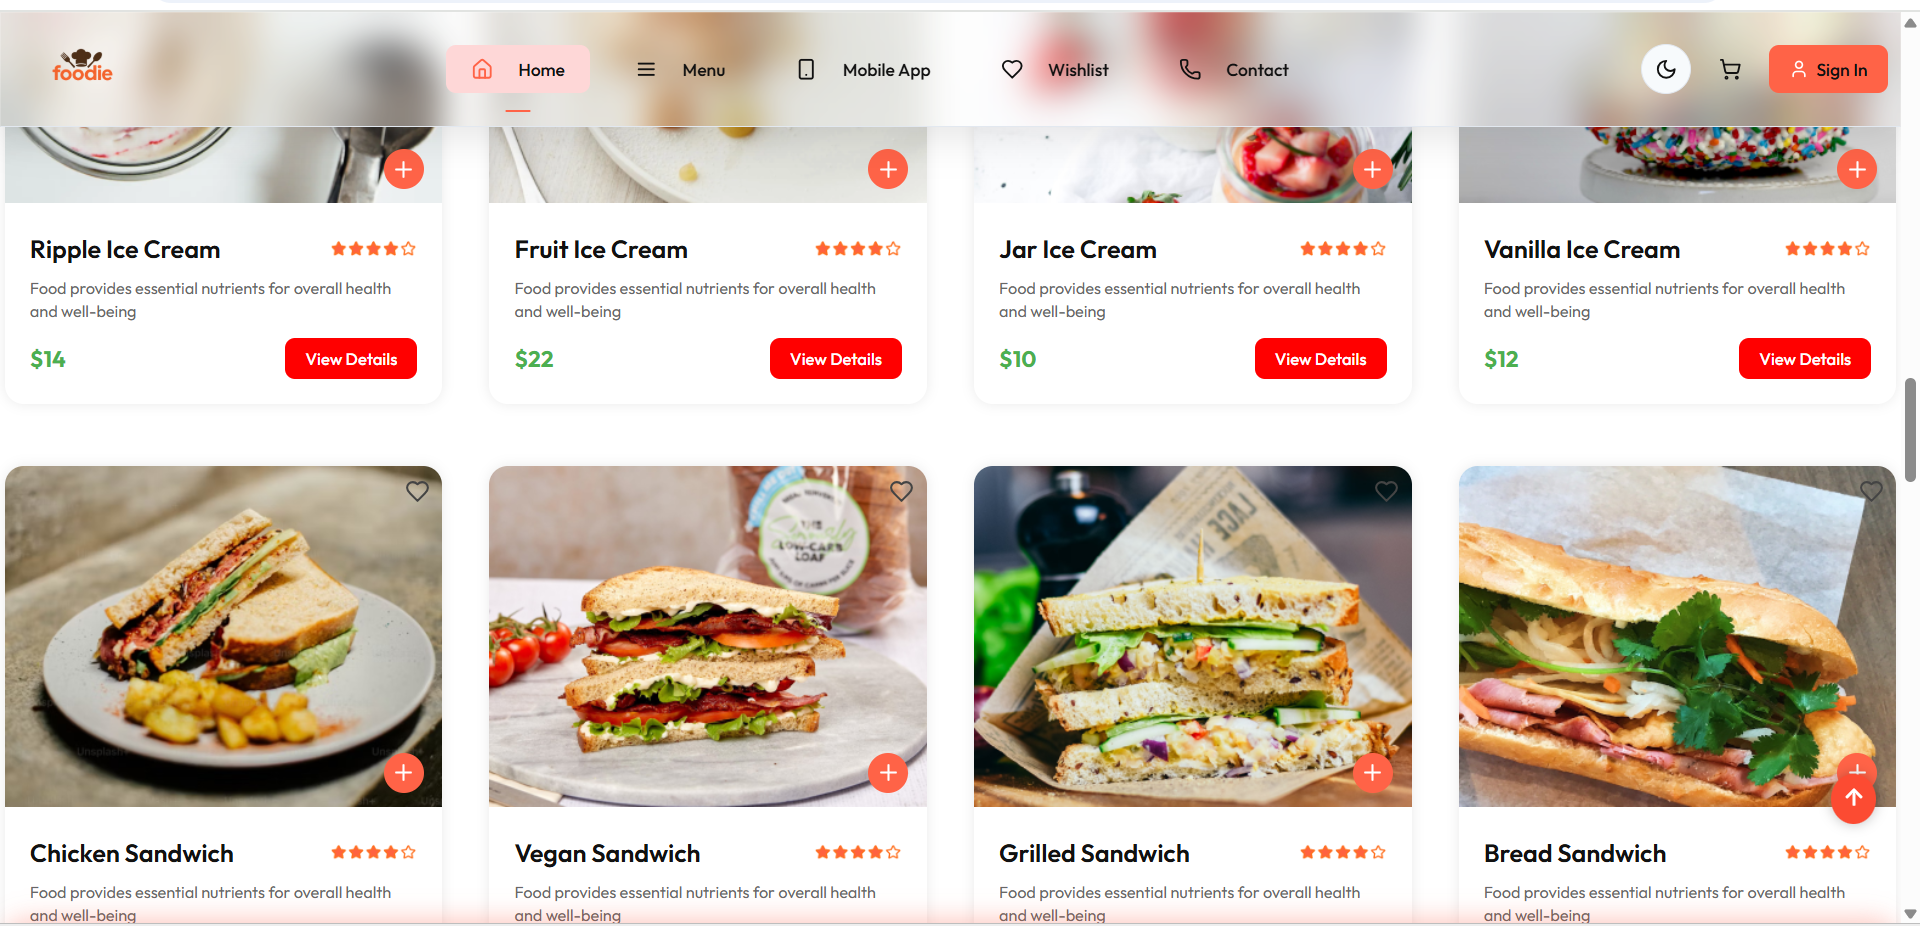 foodie
Home
Menu
Mobile App
Wishlist
Contact
Sign In
Ripple Ice Cream
Food provides essential nutrients for overall health
and well-being
$14
View Details
Fruit Ice Cream
Food provides essential nutrients for overall health
and well-being
$22
View Details
Jar Ice Cream
Food provides essential nutrients for overall health
and well-being
$10
View Details
Vanilla Ice Cream
Food provides essential nutrients for overall health
and well-being
$12
View Details
THE
LOW-CARB
LOAF
Chicken Sandwich
Food provides essential nutrients for overall health
and well-being
Vegan Sandwich
Food provides essential nutrients for overall health
and well-being
Grilled Sandwich
Food provides essential nutrients for overall health
and well-being
Bread Sandwich
Food provides essential nutrients for overall health
and well-being